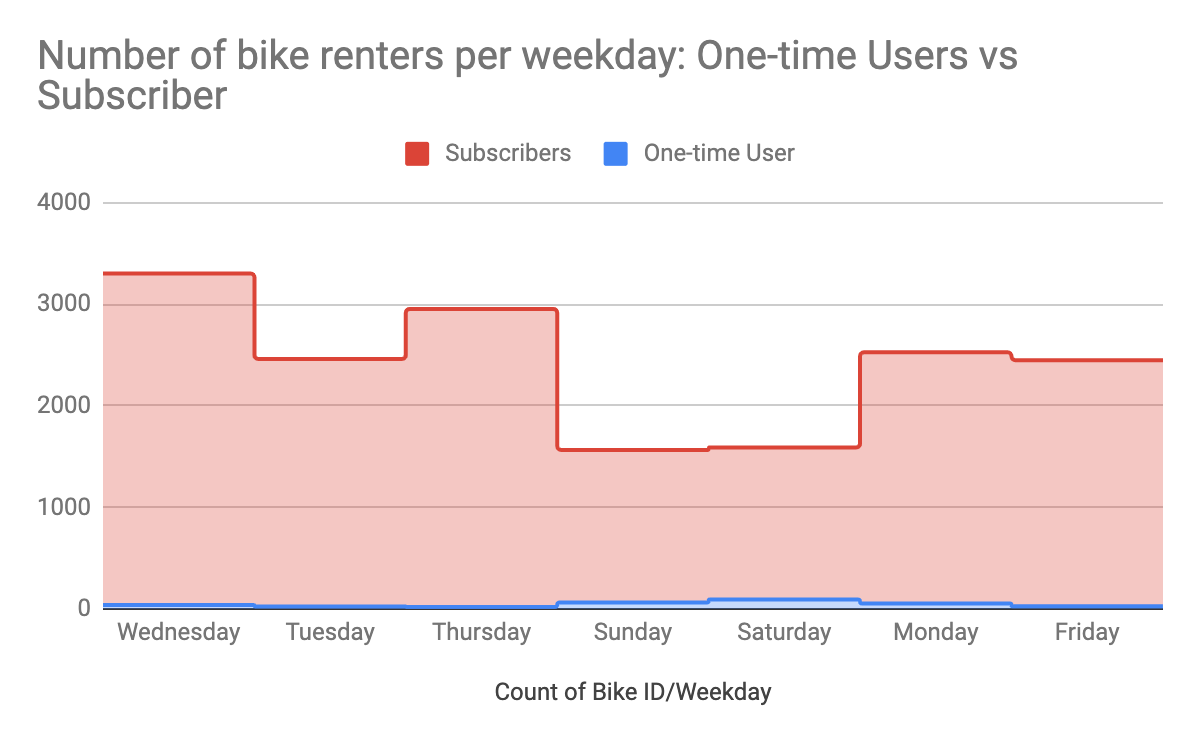 Number of bike renters per weekday: One-time Users vs
Subscriber
Subscribers One-time User
4000
3000
2000
1000
0
Wednesday Tuesday Thursday Sunday Saturday Monday Friday
Count of Bike ID/Weekday